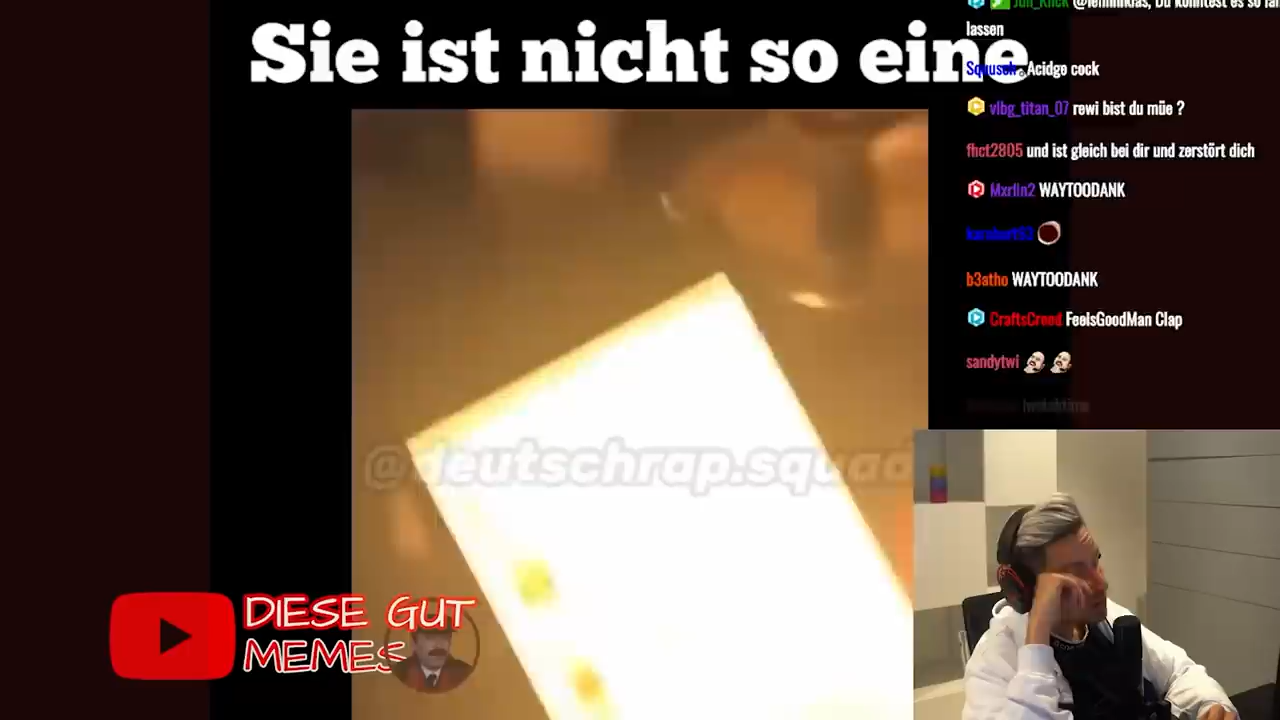 Sie ist nicht so eine
lassen
Acidge cock
vlbg_titan_07 rewi bist du müe ?
fhct2805 und ist gleich bei dir und zerstört dich
Mxrlin2 WAYTOODANK
b3atho WAYTOODANK
CraftsCreed FeelsGoodMan Clap
sandytwi
@deutschrap.squad
DIESE GUT
MEMES